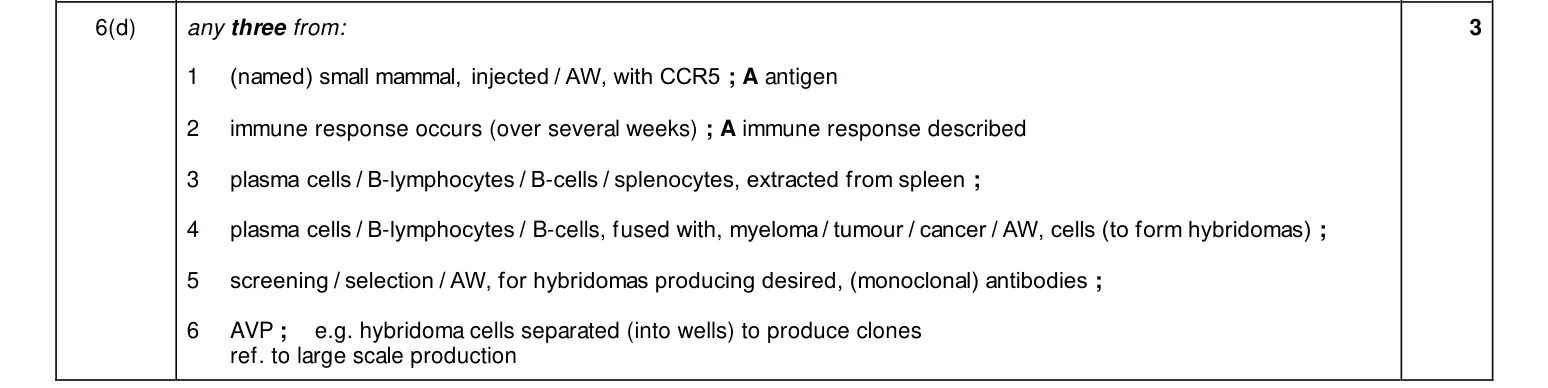 6(d) any three from: 3
1 (named) small mammal, injected / AW, with CCR5 ; A antigen
2 immune response occurs (over several weeks) ; A immune response described
3 plasma cells / B-lymphocytes / B-cells / splenocytes, extracted from spleen ;
4 plasma cells / B-lymphocytes / B-cells, fused with, myeloma / tumour / cancer / AW, cells (to form hybridomas) ;
5 screening / selection / AW, for hybridomas producing desired, (monoclonal) antibodies ;
6 AVP ; e.g. hybridoma cells separated (into wells) to produce clones
ref. to large scale production